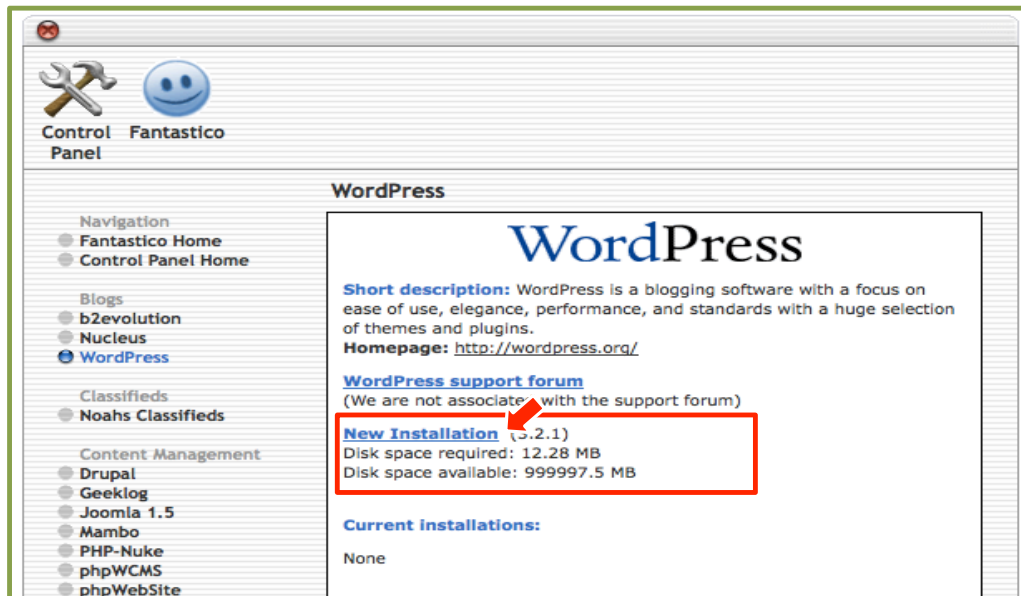 Control Panel
Fantastico
WordPress
Navigation
Fantastico Home
Control Panel Home
Blogs
b2evolution
Nucleus
WordPress
Classifieds
Noahs Classifieds
Content Management
Drupal
Geeklog
Joomla 1.5
Mambo
PHP-Nuke
phpWCMS
phpWebSite
WordPress
Short description: WordPress is a blogging software with a focus on
ease of use, elegance, performance, and standards with a huge selection
of themes and plugins.
Homepage: http://wordpress.org/
WordPress support forum
(We are not associated with the support forum)
New Installation (3.2.1)
Disk space required: 12.28 MB
Disk space available: 999997.5 MB
Current installations:
None